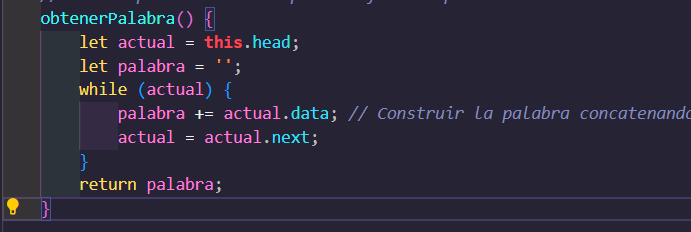 obtenerPalabra() {
let actual = this.head;
let palabra = '';
while (actual) {
palabra += actual.data; // Construir la palabra concatenando
actual = actual.next;
}
return palabra;
}